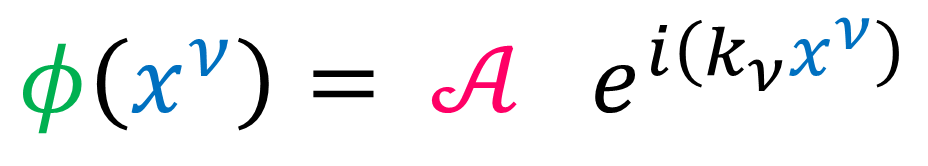 𝜙(𝑥^𝜈) = 𝒜 𝑒^{𝑖(𝑘_𝜈 𝑥^𝜈)}